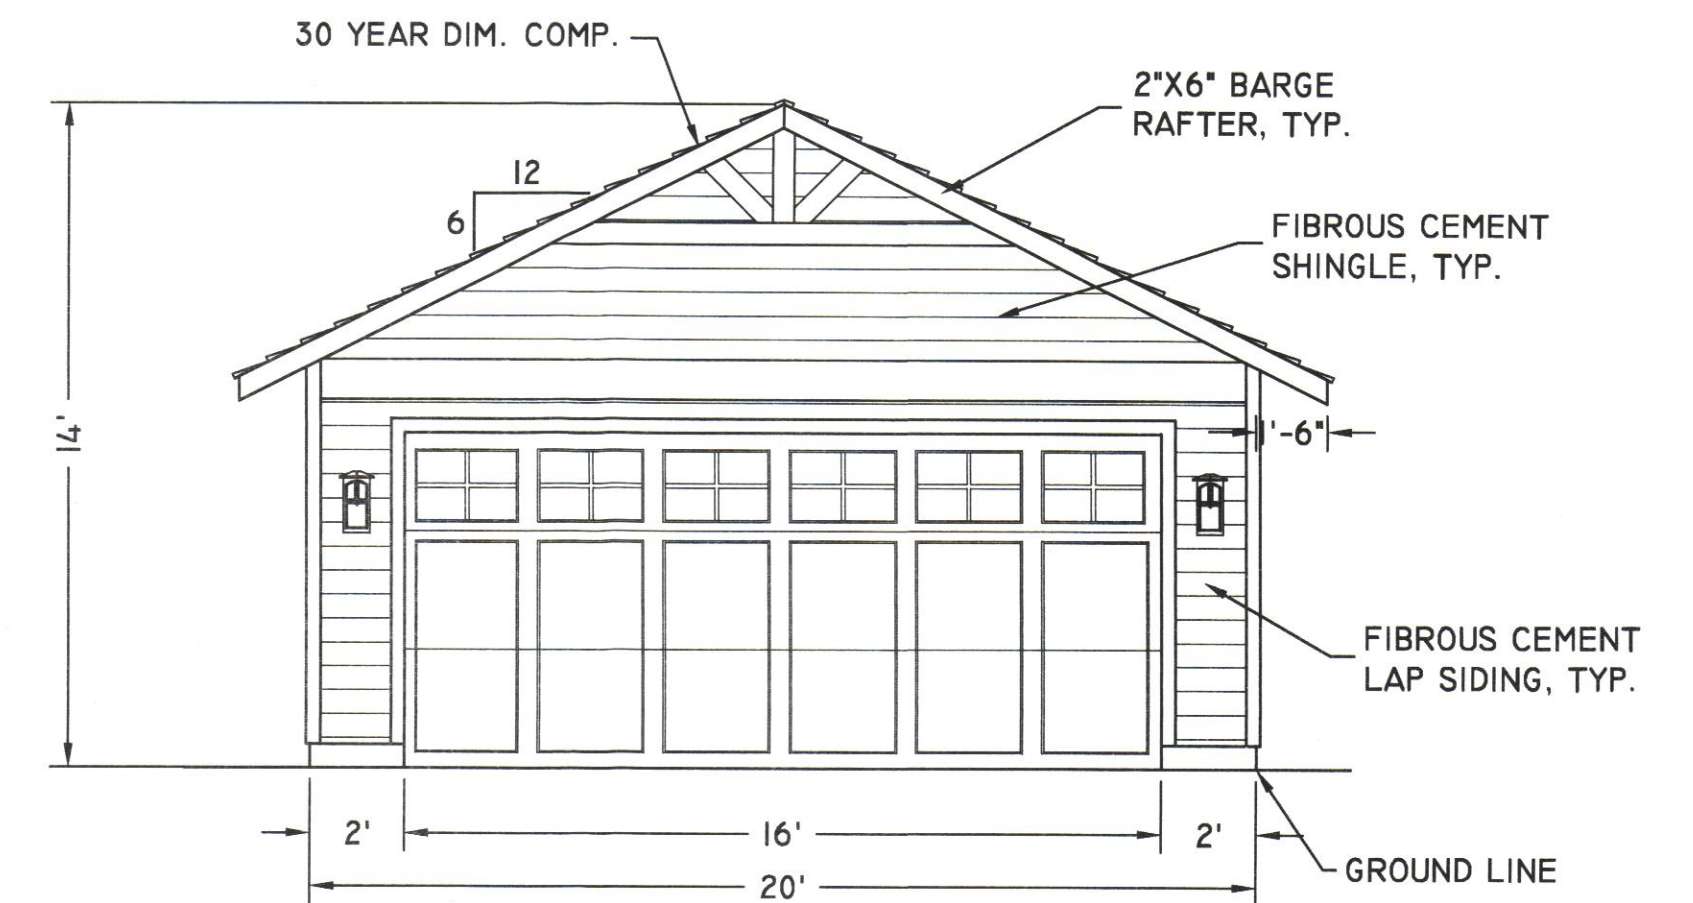 30 YEAR DIM. COMP.
2"X6" BARGE
RAFTER, TYP.
12
6
FIBROUS CEMENT
SHINGLE, TYP.
14'
1'-6"
FIBROUS CEMENT
LAP SIDING, TYP.
2'
16'
2'
GROUND LINE
20'